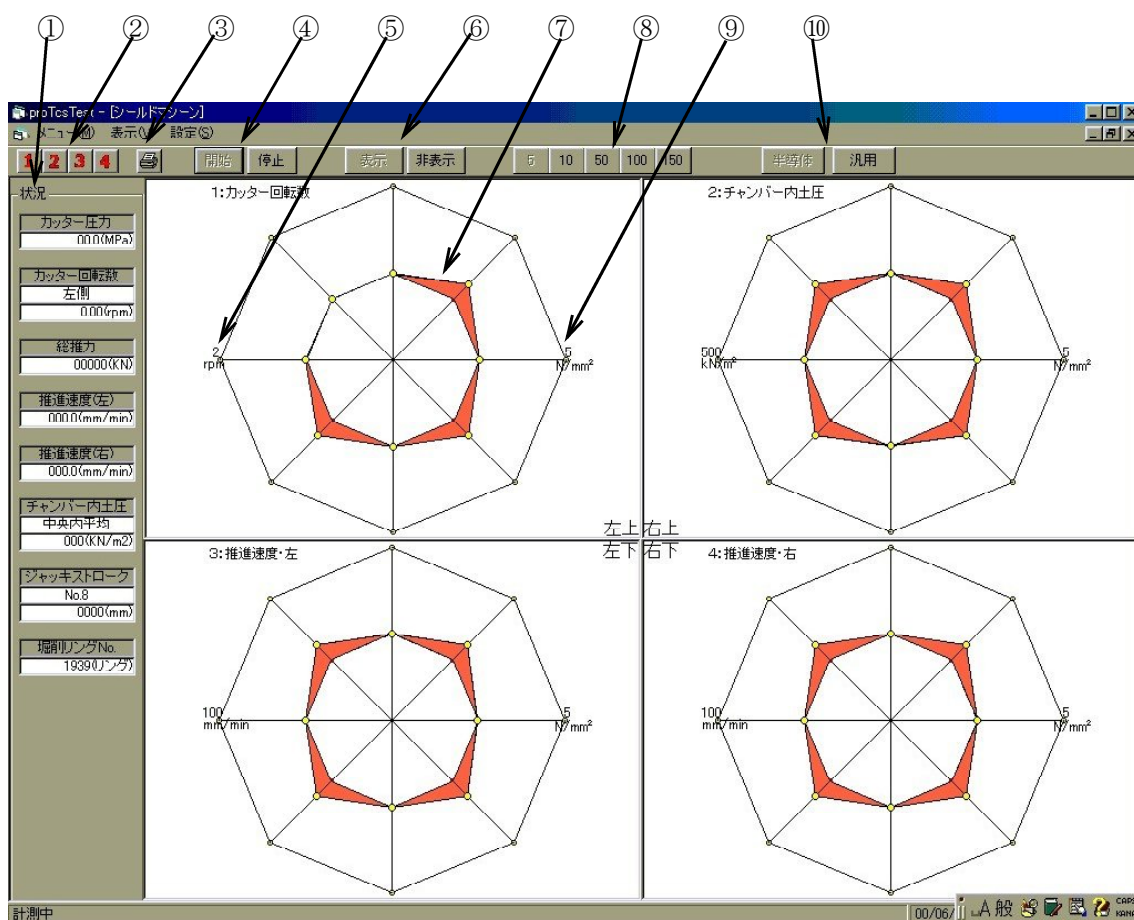 ① ② ③ ④ ⑤ ⑥ ⑦ ⑧ ⑨ ⑩
proTcsTest - [シールドマシーン]
メニュー(M) 表示(V) 設定(S)
1 2 3 4 開始 停止 表示 非表示 5 10 50 100 150 半導体 汎用
状況
カッター圧力
00.0(MPa)
カッター回転数
左側
0.00(rpm)
総推力
00000(KN)
推進速度(左)
000.0(mm/min)
推進速度(右)
000.0(mm/min)
チャンバー内土圧
中央内平均
000(KN/m2)
ジャッキストローク
No.8
0000(mm)
堀削リングNo.
1939(リング)
1:カッター回転数
2
rpm
5
N/mm²
2:チャンバー内土圧
500
kN/m²
5
N/mm²
左上 右上
左下 右下
3:推進速度・左
100
mm/min
5
N/mm²
4:推進速度・右
100
mm/min
5
N/mm²
計測中
00/06/
A 般
CAPS
KANA